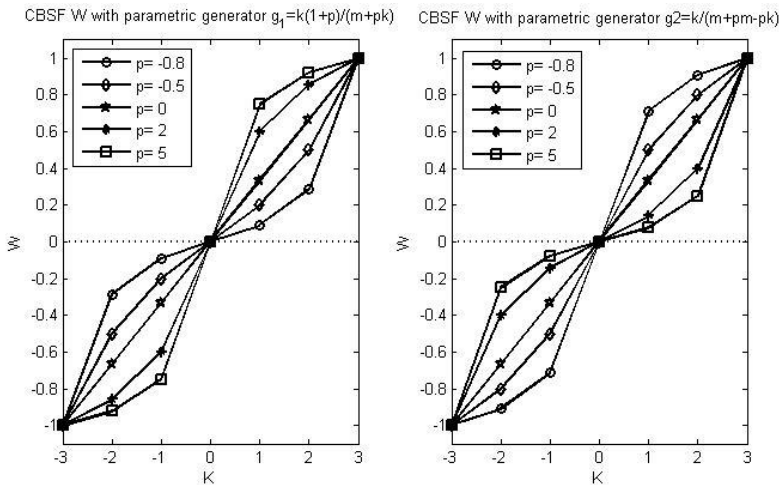 CBSF W with parametric generator g₁=k(1+p)/(m+pk)
1
0.8
0.6
0.4
0.2
0
-0.2
-0.4
-0.6
-0.8
-1
W
p= -0.8
p= -0.5
p= 0
p= 2
p= 5
-3 -2 -1 0 1 2 3
K
CBSF W with parametric generator g2=k/(m+pm-pk)
1
0.8
0.6
0.4
0.2
0
-0.2
-0.4
-0.6
-0.8
-1
W
p= -0.8
p= -0.5
p= 0
p= 2
p= 5
-3 -2 -1 0 1 2 3
K